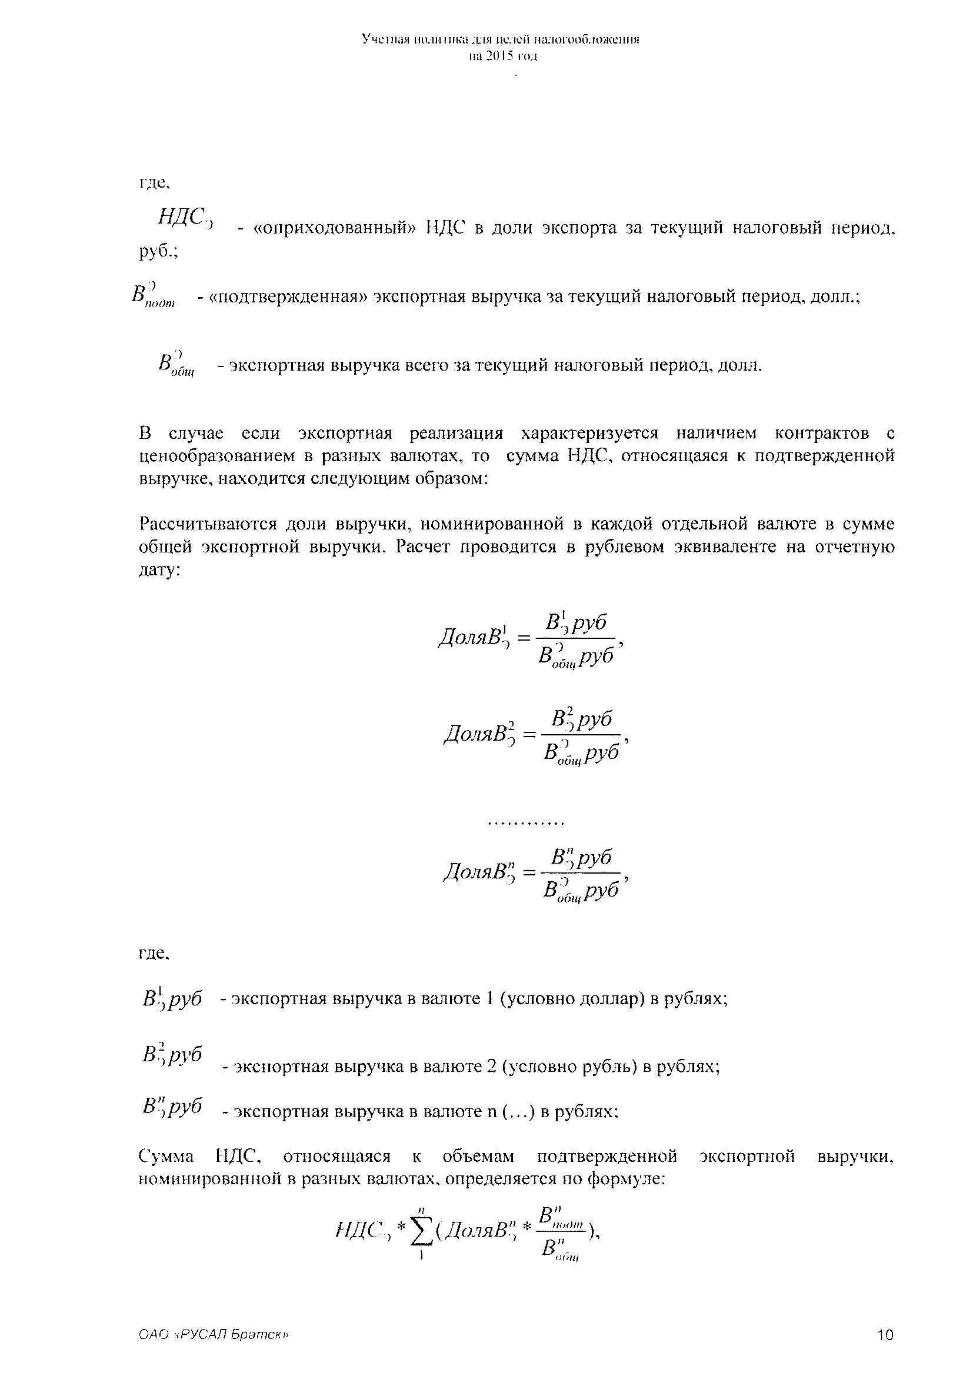 Учетная политика для целей налогообложения
на 2015 год
где,
НДСэ - «оприходованный» НДС в доли экспорта за текущий налоговый период,
руб.;
В^Э_подт - «подтвержденная» экспортная выручка за текущий налоговый период, долл.;
В^Э_общ - экспортная выручка всего за текущий налоговый период, долл.
В случае если экспортная реализация характеризуется наличием контрактов с
ценообразованием в разных валютах, то сумма НДС, относящаяся к подтвержденной
выручке, находится следующим образом:
Рассчитываются доли выручки, номинированной в каждой отдельной валюте в сумме
общей экспортной выручки. Расчет проводится в рублевом эквиваленте на отчетную
дату:
ДоляВ^1_Э = В^1_Э руб / В^Э_общ руб,
ДоляВ^2_Э = В^2_Э руб / В^Э_общ руб,
............
ДоляВ^n_Э = В^n_Э руб / В^Э_общ руб,
где,
В^1_Э руб - экспортная выручка в валюте 1 (условно доллар) в рублях;
В^2_Э руб - экспортная выручка в валюте 2 (условно рубль) в рублях;
В^n_Э руб - экспортная выручка в валюте n (...) в рублях;
Сумма НДС, относящаяся к объемам подтвержденной экспортной выручки,
номинированной в разных валютах, определяется по формуле:
НДСэ * ∑^n_1 (ДоляВ^n_Э * В^n_подт / В^n_общ),
ОАО «РУСАЛ Братск» 10